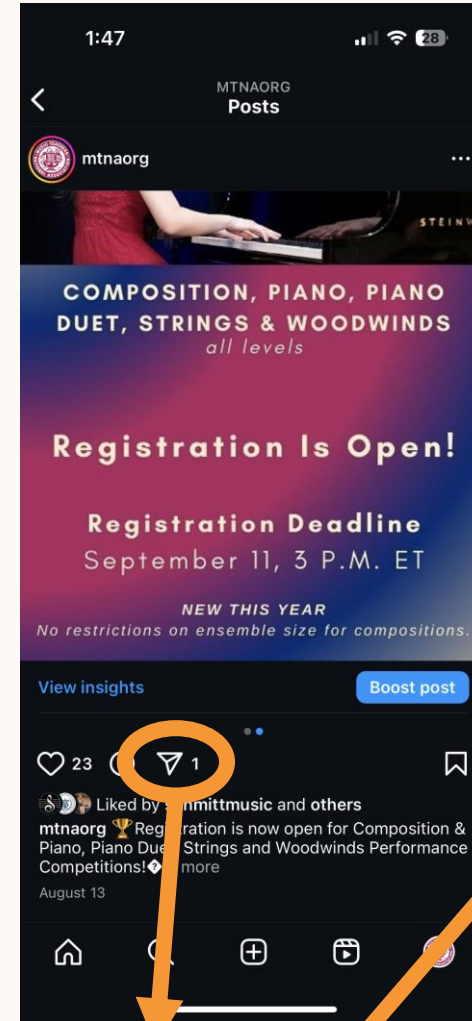 1:47
28
MTNAORG
Posts
mtnaorg
COMPOSITION, PIANO, PIANO
DUET, STRINGS & WOODWINDS
all levels
Registration Is Open!
Registration Deadline
September 11, 3 P.M. ET
NEW THIS YEAR
No restrictions on ensemble size for compositions.
View insights
Boost post
23
1
Liked by and others
mtnaorg 🏆 is now open for Composition &
Piano, Piano Strings and Woodwinds Performance
Competitions!� more
August 13